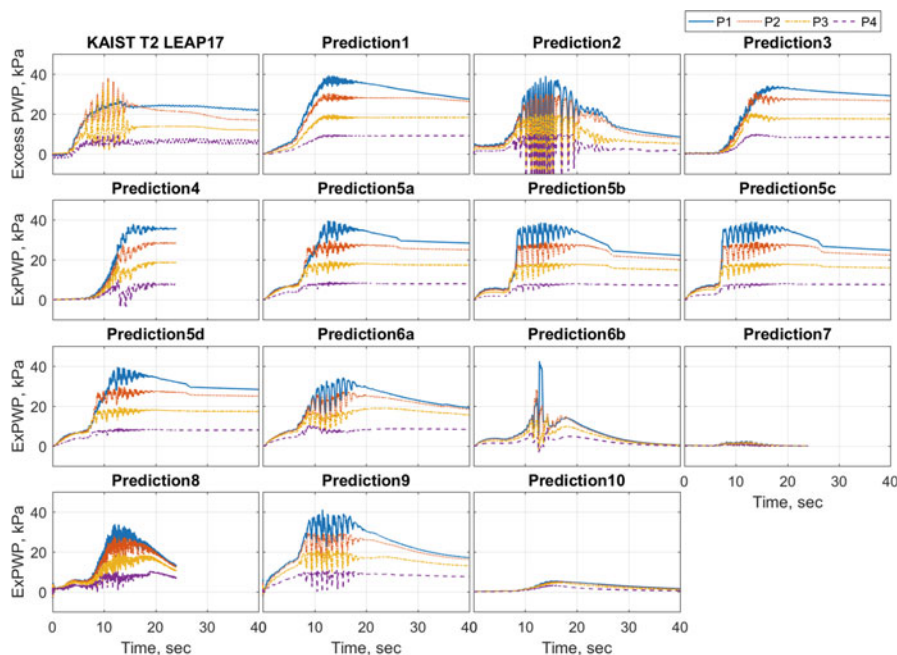 P1 P2 P3 P4
KAIST T2 LEAP17 Prediction1 Prediction2 Prediction3
Excess PWP, kPa
40
20
0
Prediction4 Prediction5a Prediction5b Prediction5c
ExPWP, kPa
40
20
0
Prediction5d Prediction6a Prediction6b Prediction7
ExPWP, kPa
40
20
0
0 10 20 30 40
Time, sec
Prediction8 Prediction9 Prediction10
ExPWP, kPa
40
20
0
0 10 20 30 40 0 10 20 30 40 0 10 20 30 40
Time, sec Time, sec Time, sec